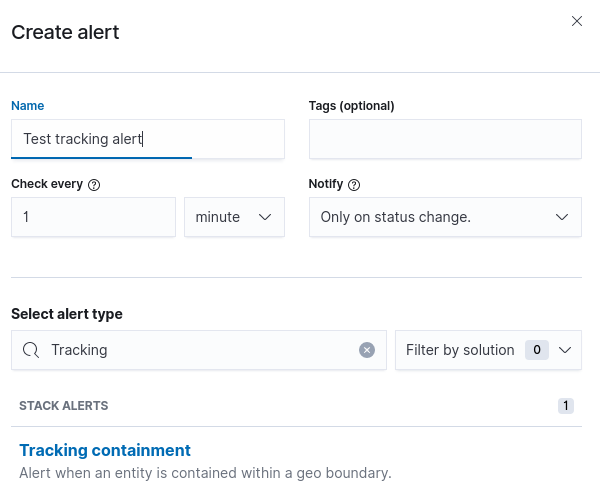 Create alert
Name
Tags (optional)
Test tracking alert
Check every
Notify
1
minute
Only on status change.
Select alert type
Tracking
Filter by solution 0
STACK ALERTS
1
Tracking containment
Alert when an entity is contained within a geo boundary.